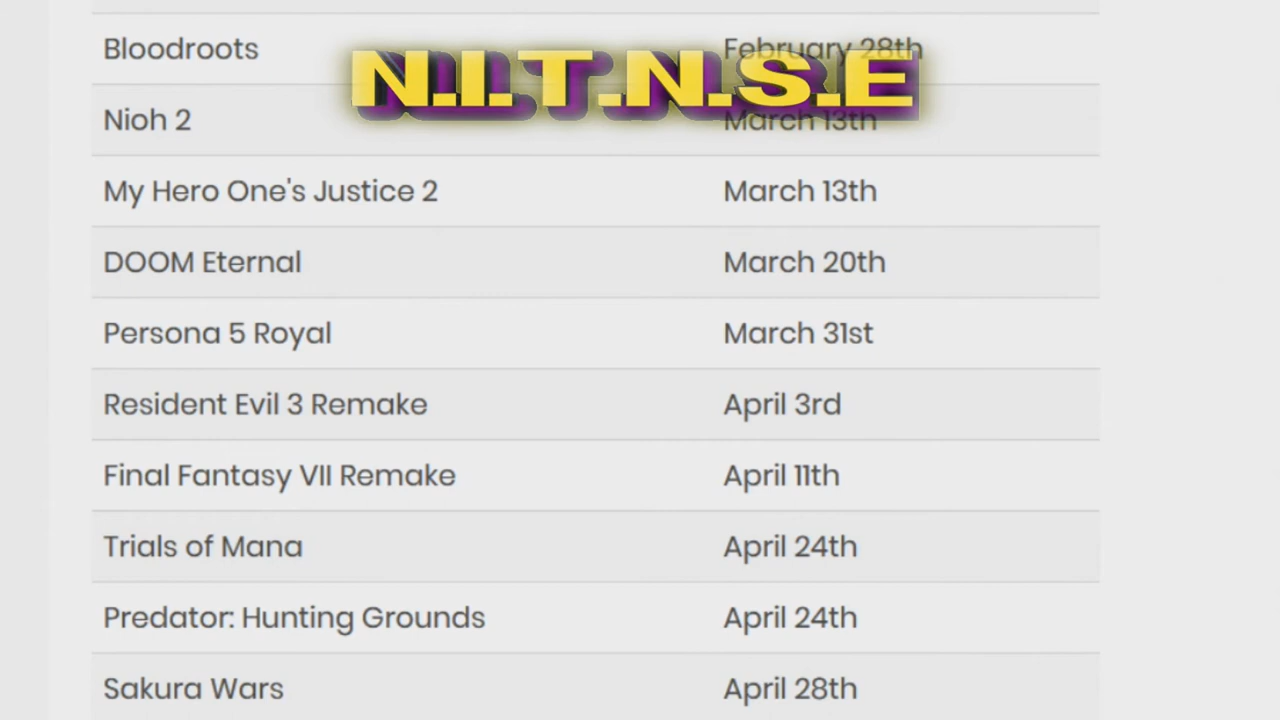 Bloodroots February 28th
N.I.T.N.S.E
Nioh 2 March 13th
My Hero One's Justice 2 March 13th
DOOM Eternal March 20th
Persona 5 Royal March 31st
Resident Evil 3 Remake April 3rd
Final Fantasy VII Remake April 11th
Trials of Mana April 24th
Predator: Hunting Grounds April 24th
Sakura Wars April 28th